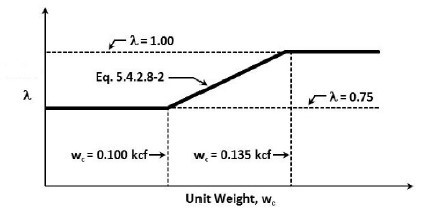 λ = 1.00
Eq. 5.4.2.8-2
λ
λ = 0.75
w꜀ = 0.100 kcf
w꜀ = 0.135 kcf
Unit Weight, w꜀